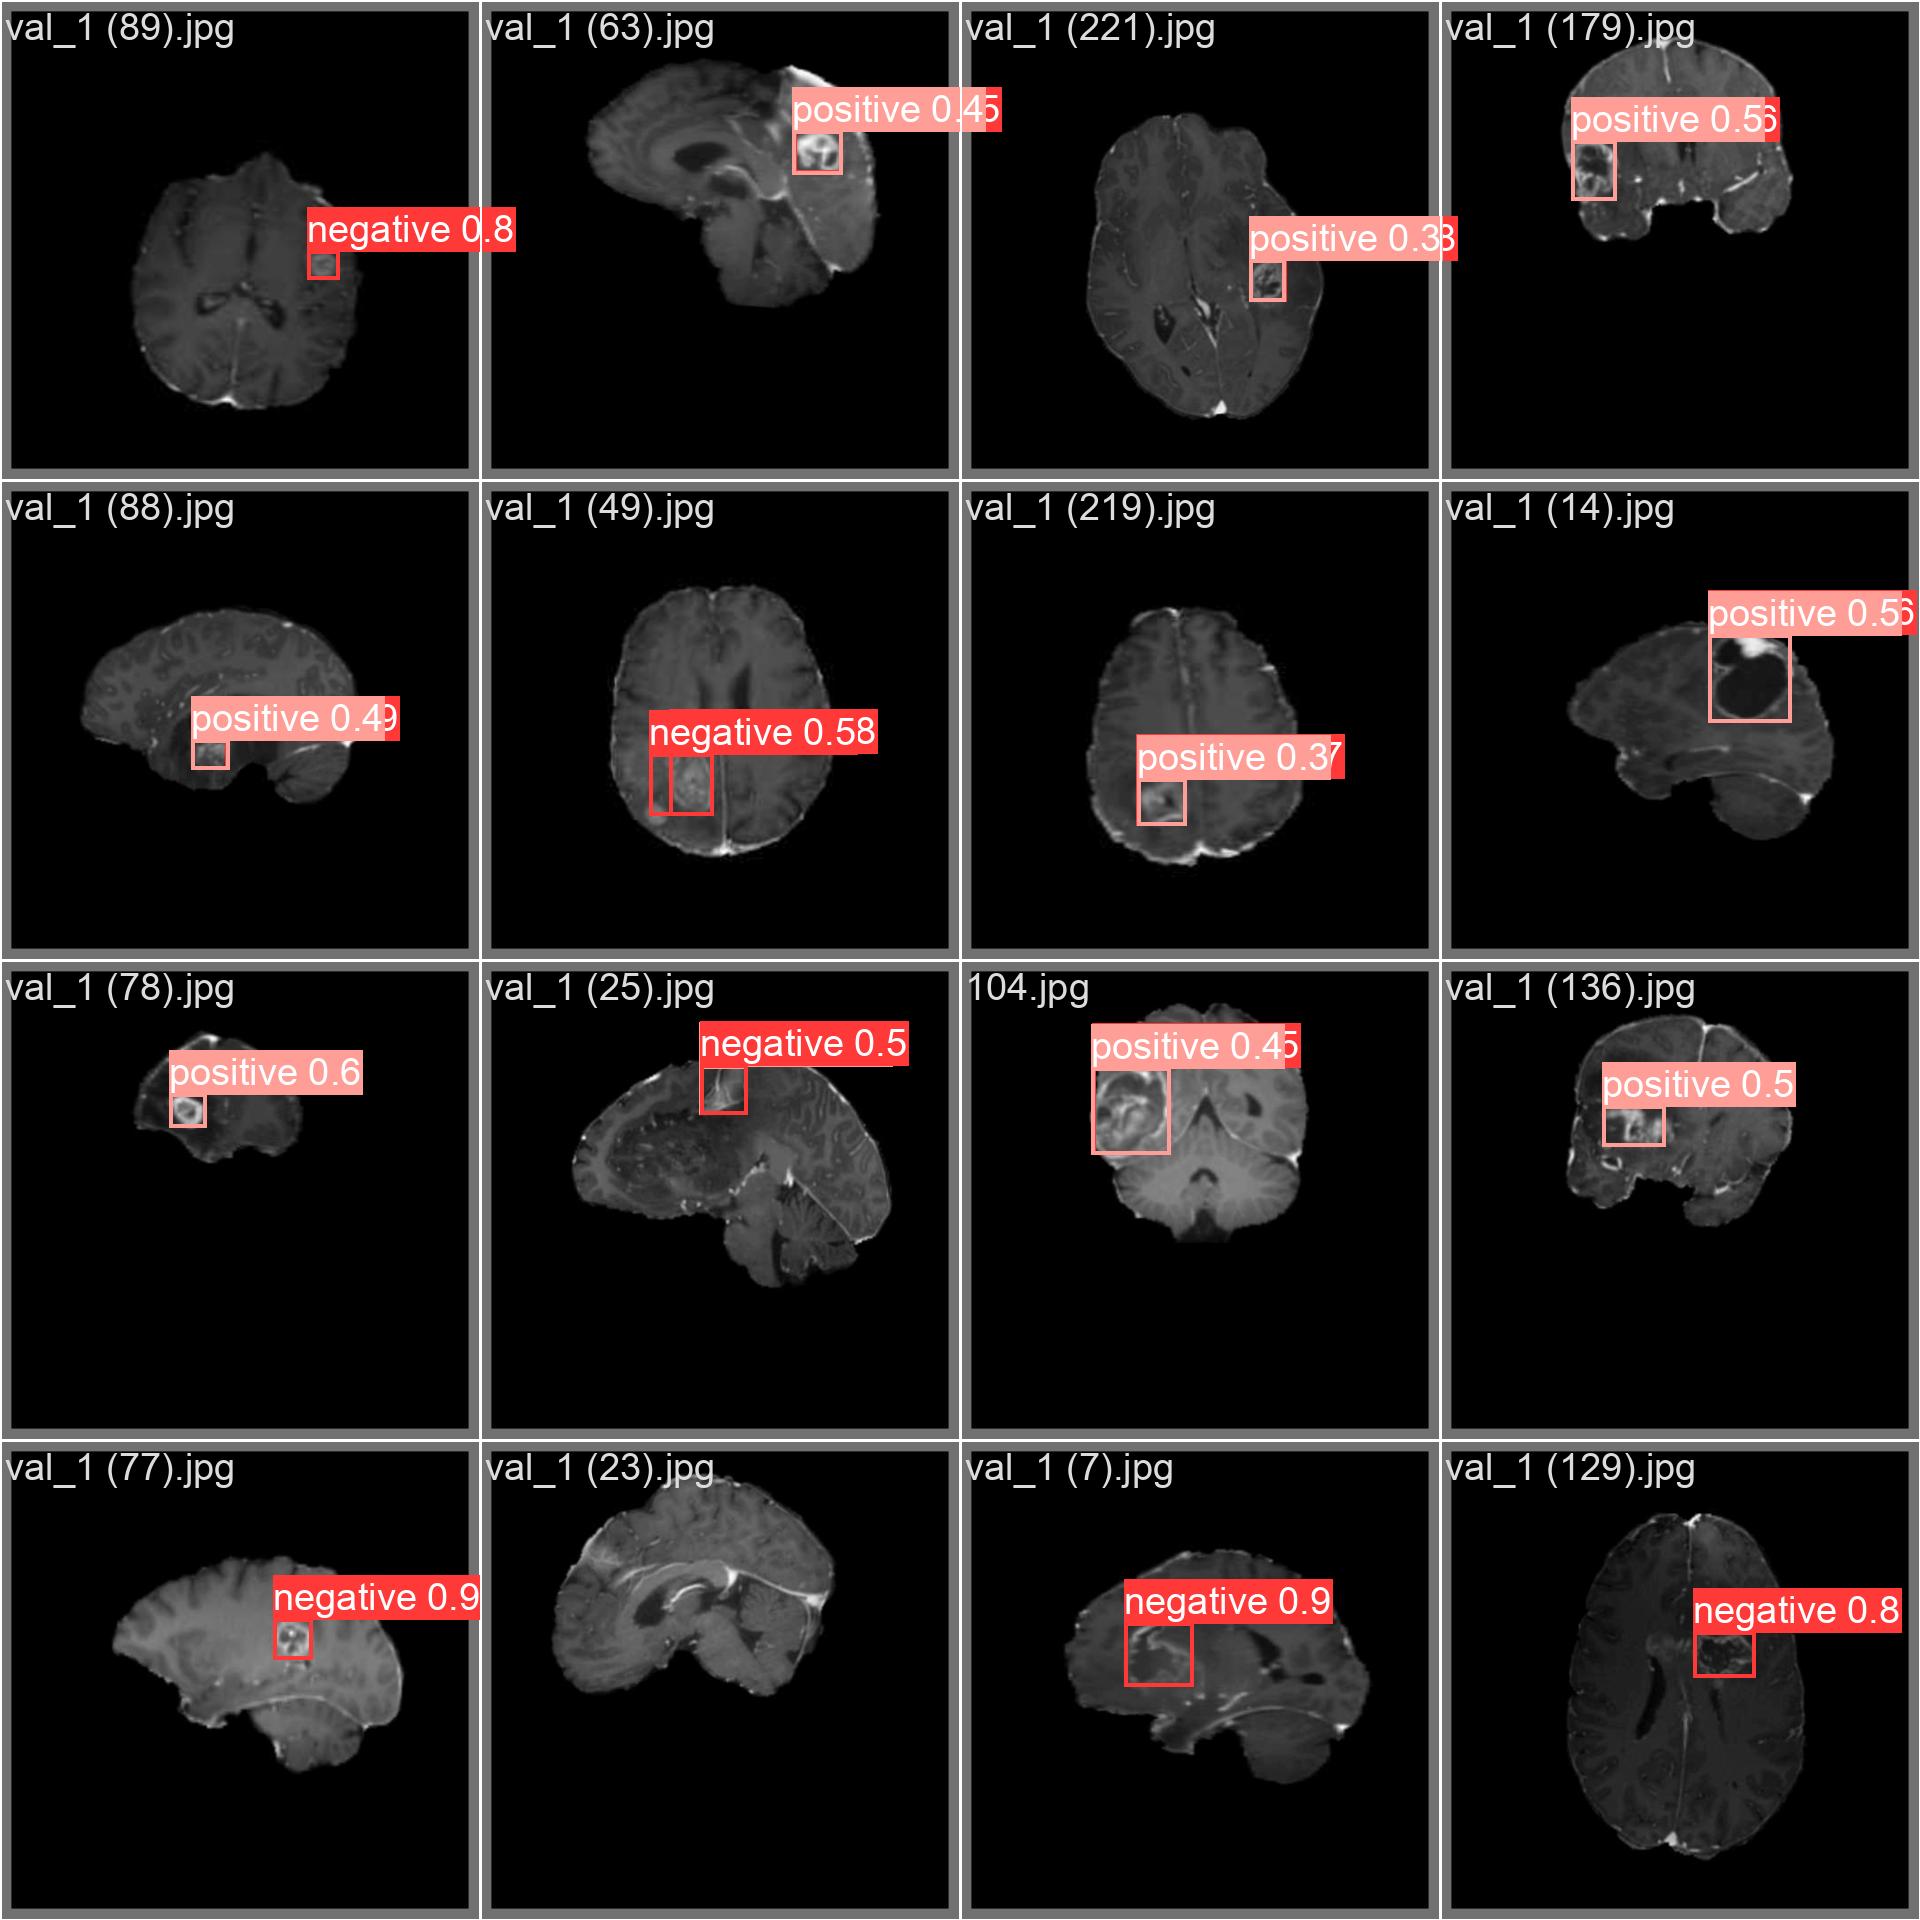 val_1 (89).jpg
val_1 (63).jpg
val_1 (221).jpg
val_1 (179).jpg
negative 0.8
positive 0.45
positive 0.33
positive 0.56
val_1 (88).jpg
val_1 (49).jpg
val_1 (219).jpg
val_1 (14).jpg
positive 0.49
negative 0.58
positive 0.37
positive 0.56
val_1 (78).jpg
val_1 (25).jpg
104.jpg
val_1 (136).jpg
positive 0.6
negative 0.5
positive 0.45
positive 0.5
val_1 (77).jpg
val_1 (23).jpg
val_1 (7).jpg
val_1 (129).jpg
negative 0.9
negative 0.9
negative 0.8